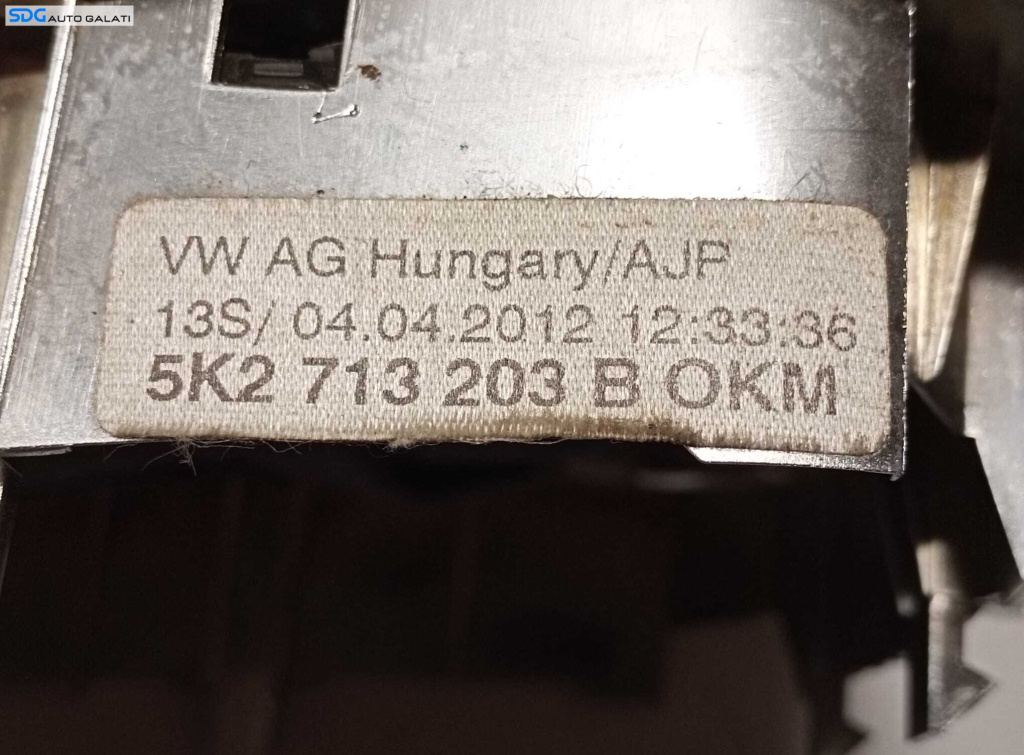 SDG AUTO GALATI
VW AG Hungary/AJP
13S/ 04.04.2012 12:33:36
5K2 713 203 B OKM